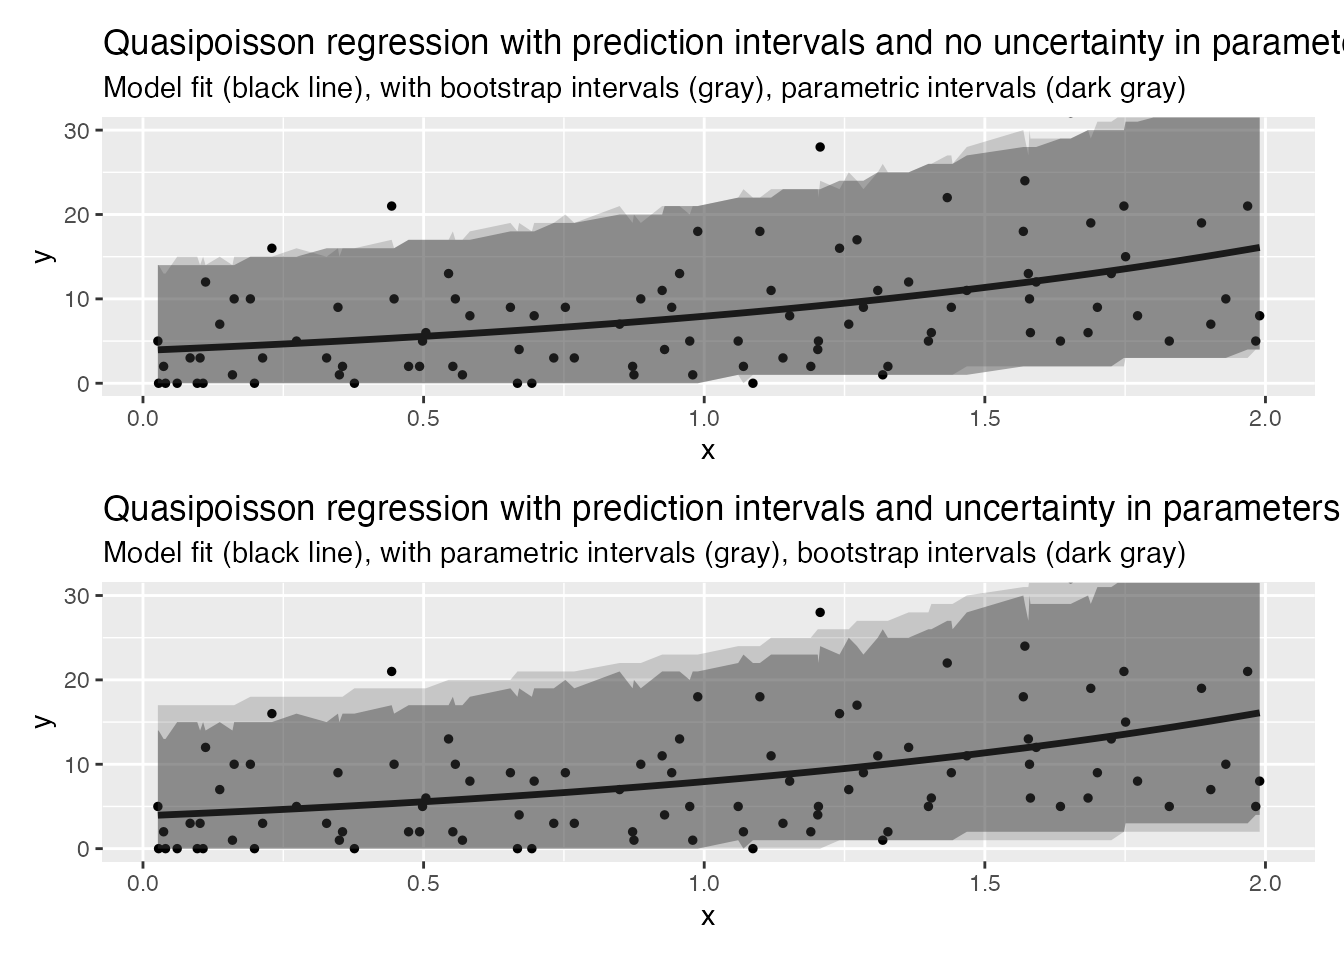 Quasipoisson regression with prediction intervals and no uncertainty in paramet
Model fit (black line), with bootstrap intervals (gray), parametric intervals (dark gray)
30
20
10
0
y
0.0 0.5 1.0 1.5 2.0
x
Quasipoisson regression with prediction intervals and uncertainty in parameters
Model fit (black line), with parametric intervals (gray), bootstrap intervals (dark gray)
30
20
10
0
y
0.0 0.5 1.0 1.5 2.0
x